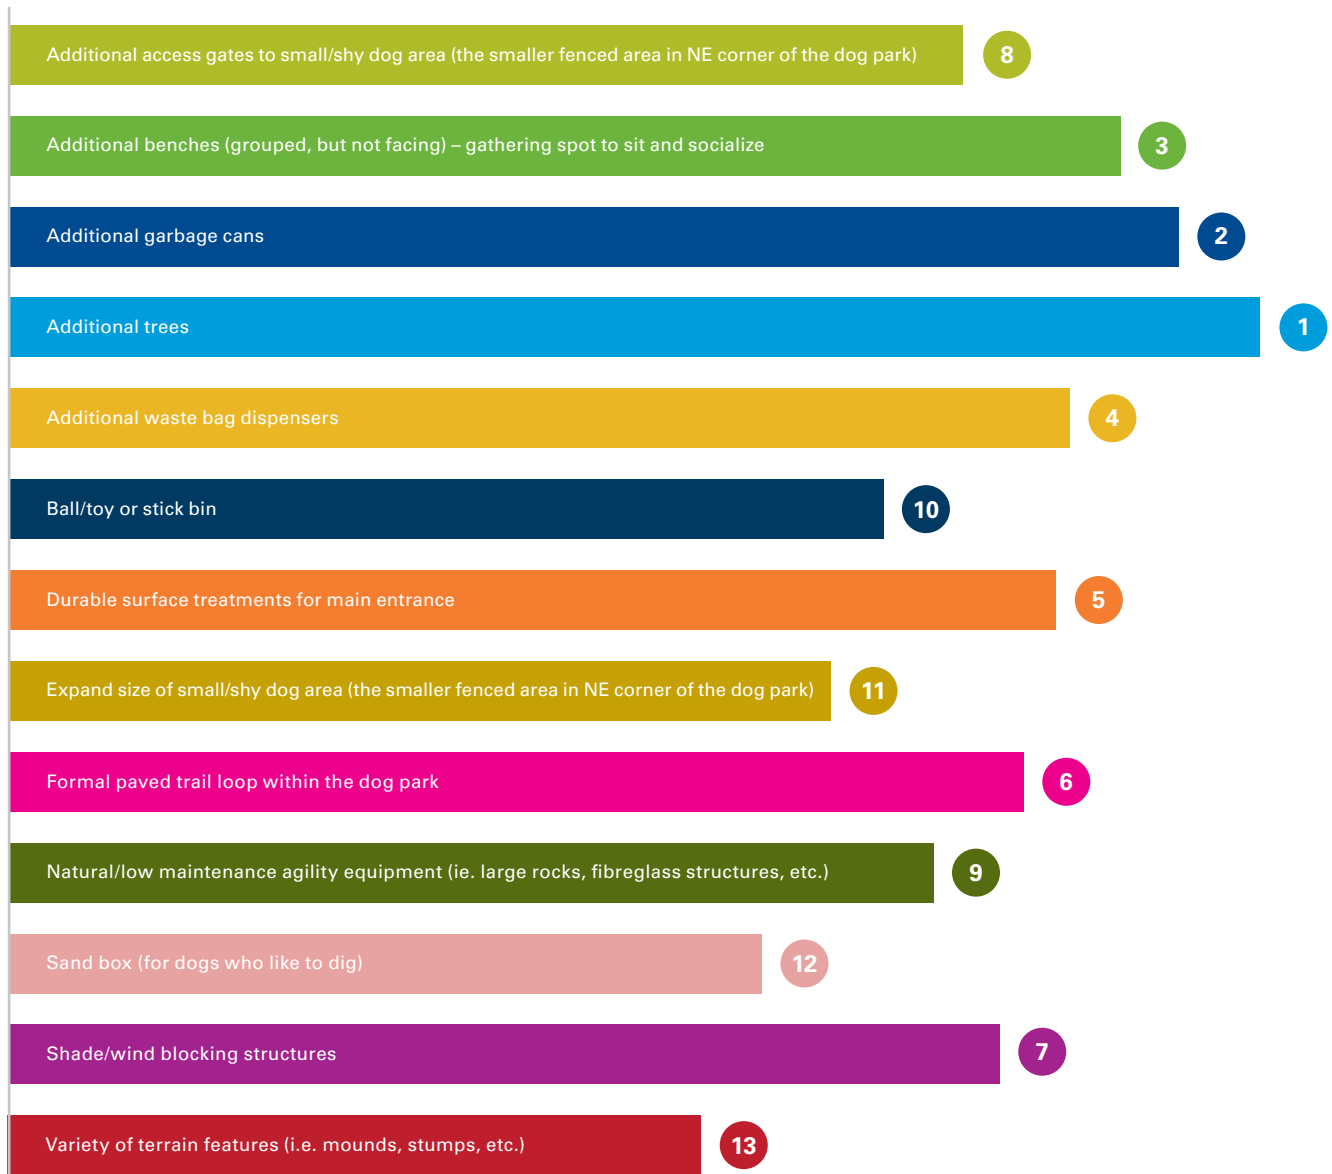 Additional access gates to small/shy dog area (the smaller fenced area in NE corner of the dog park)
8
Additional benches (grouped, but not facing) – gathering spot to sit and socialize
3
Additional garbage cans
2
Additional trees
1
Additional waste bag dispensers
4
Ball/toy or stick bin
10
Durable surface treatments for main entrance
5
Expand size of small/shy dog area (the smaller fenced area in NE corner of the dog park)
11
Formal paved trail loop within the dog park
6
Natural/low maintenance agility equipment (ie. large rocks, fibreglass structures, etc.)
9
Sand box (for dogs who like to dig)
12
Shade/wind blocking structures
7
Variety of terrain features (i.e. mounds, stumps, etc.)
13